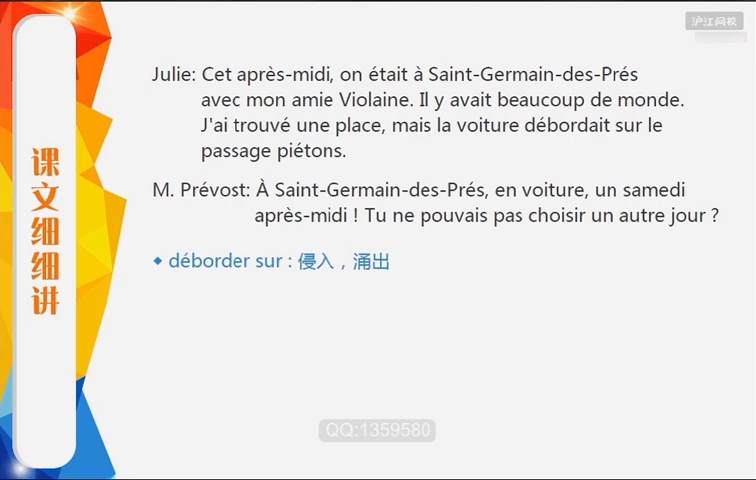 沪江网校
Julie: Cet après-midi, on était à Saint-Germain-des-Prés
avec mon amie Violaine. Il y avait beaucoup de monde.
J'ai trouvé une place, mais la voiture débordait sur le
passage piétons.
M. Prévost: À Saint-Germain-des-Prés, en voiture, un samedi
après-midi ! Tu ne pouvais pas choisir un autre jour ?
déborder sur : 侵入，涌出
课文细细讲
QQ:1359580